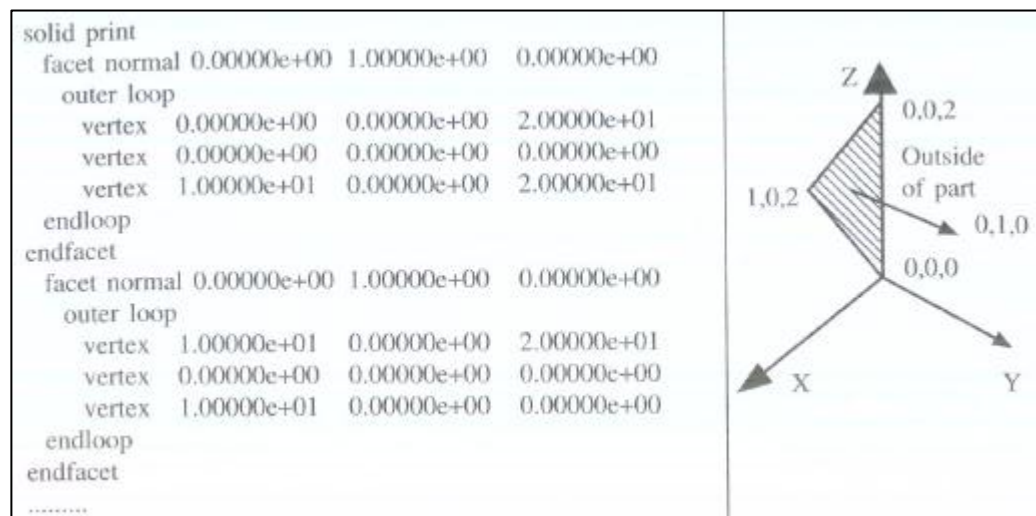 solid print
facet normal 0.00000e+00 1.00000e+00 0.00000e+00
outer loop
vertex 0.00000e+00 0.00000e+00 2.00000e+01
vertex 0.00000e+00 0.00000e+00 0.00000e+00
vertex 1.00000e+01 0.00000e+00 2.00000e+01
endloop
endfacet
facet normal 0.00000e+00 1.00000e+00 0.00000e+00
outer loop
vertex 1.00000e+01 0.00000e+00 2.00000e+01
vertex 0.00000e+00 0.00000e+00 0.00000e+00
vertex 1.00000e+01 0.00000e+00 0.00000e+00
endloop
endfacet
.........
Z
0,0,2
Outside
of part
1,0,2
0,1,0
0,0,0
X
Y